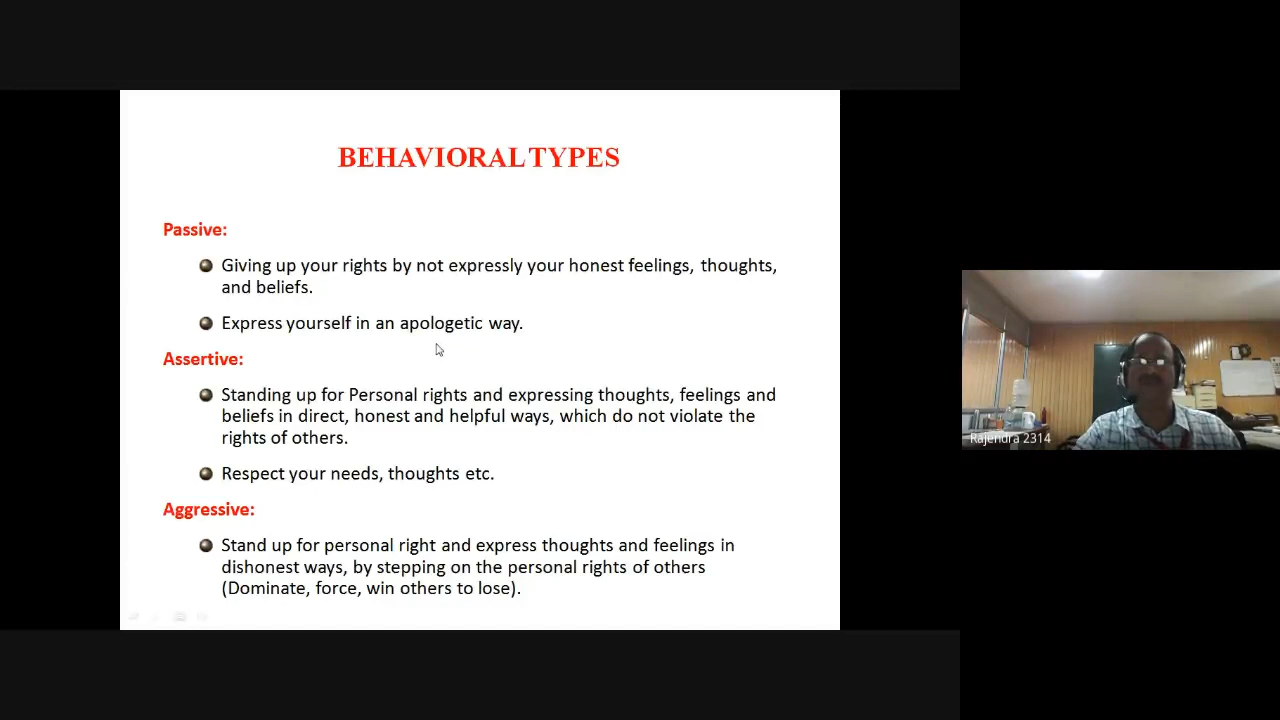 BEHAVIORAL TYPES
Passive:
Giving up your rights by not expressly your honest feelings, thoughts,
and beliefs.
Express yourself in an apologetic way.
Assertive:
Standing up for Personal rights and expressing thoughts, feelings and
beliefs in direct, honest and helpful ways, which do not violate the
rights of others.
Respect your needs, thoughts etc.
Aggressive:
Stand up for personal right and express thoughts and feelings in
dishonest ways, by stepping on the personal rights of others
(Dominate, force, win others to lose).
Rajendra 2314